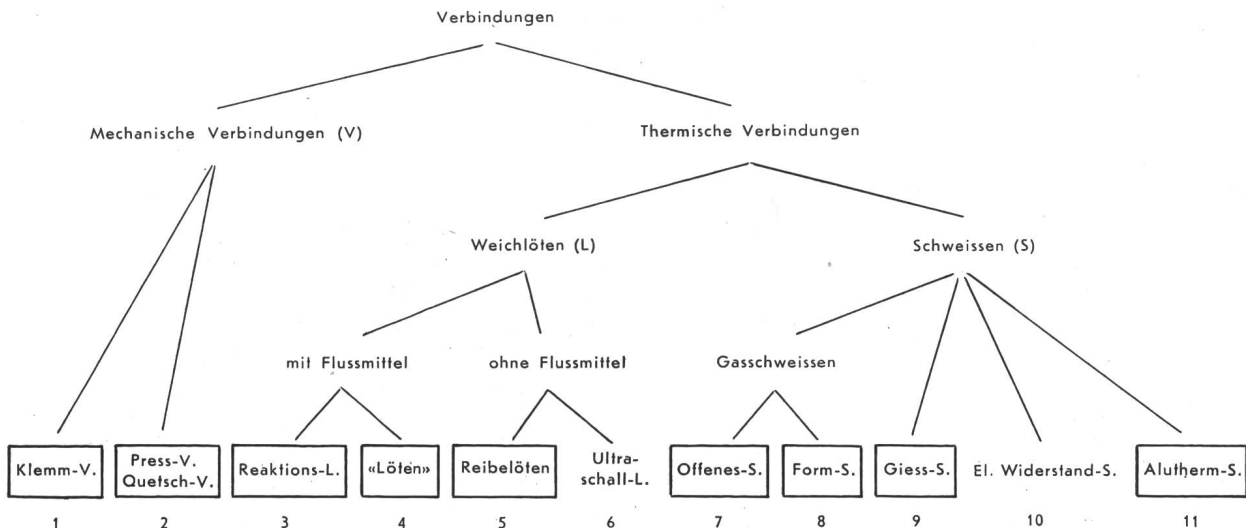 Verbindungen
Mechanische Verbindungen (V)
Thermische Verbindungen
Weichlöten (L)
Schweissen (S)
mit Flussmittel
ohne Flussmittel
Gasschweissen
Klemm-V.
Press-V.
Quetsch-V.
Reaktions-L.
«Löten»
Reibelöten
Ultra-
schall-L.
Offenes-S.
Form-S.
Giess-S.
El. Widerstand-S.
Alutherm-S.
1
2
3
4
5
6
7
8
9
10
11